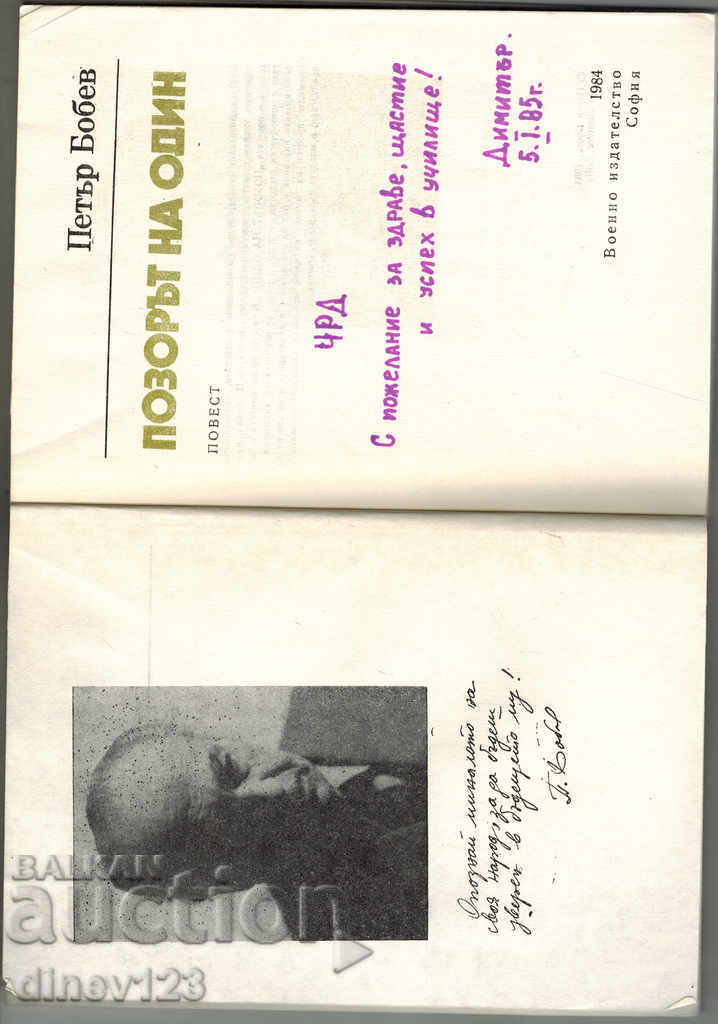 Опознай миналото на
своя народ, за да бъдеш
уверен в бъдещето му!
П. Бобев
Петър Бобев
ПОЗОРЪТ НА ОДИН
ПОВЕСТ
ЧРД
С пожелание за здраве, щастие
и успех в училище!
Димитър.
5.I.85г.
1984
Военно издателство
София
BALKAN
auction
dinev123